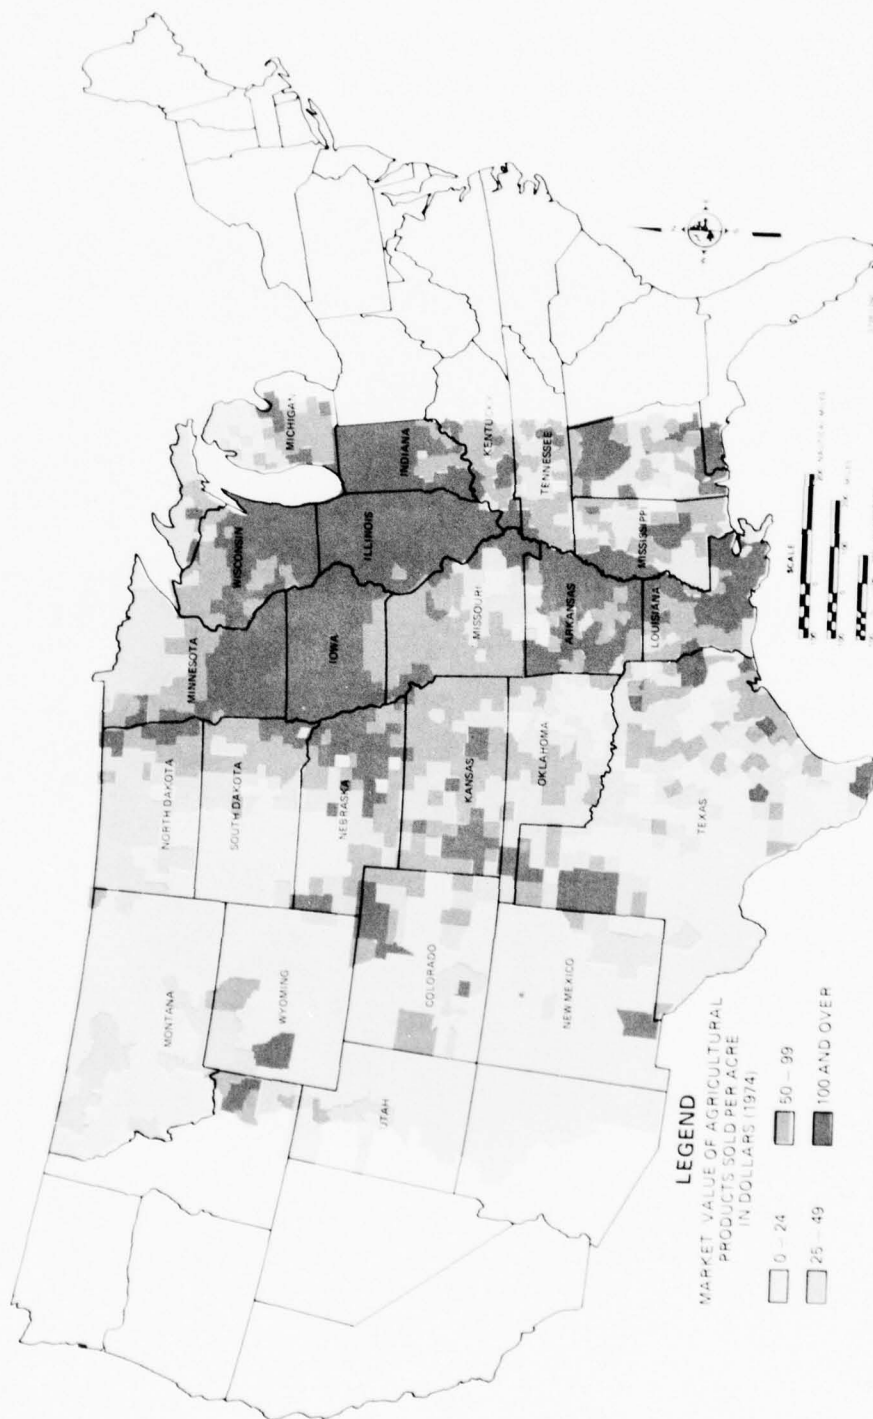 MICHIGAN
WISCONSIN
MINNESOTA
NORTH DAKOTA
MONTANA
SOUTH DAKOTA
WYOMING
IOWA
ILLINOIS
INDIANA
NEBRASKA
UTAH
COLORADO
KANSAS
MISSOURI
KENTUCKY
TENNESSEE
OKLAHOMA
ARKANSAS
NEW MEXICO
TEXAS
LOUISIANA
MISSISSIPP
LEGEND
MARKET VALUE OF AGRICULTURAL
PRODUCTS SOLD PER ACRE
IN DOLLARS (1974)
0 – 24
50 – 99
25 – 49
100 AND OVER
SCALE